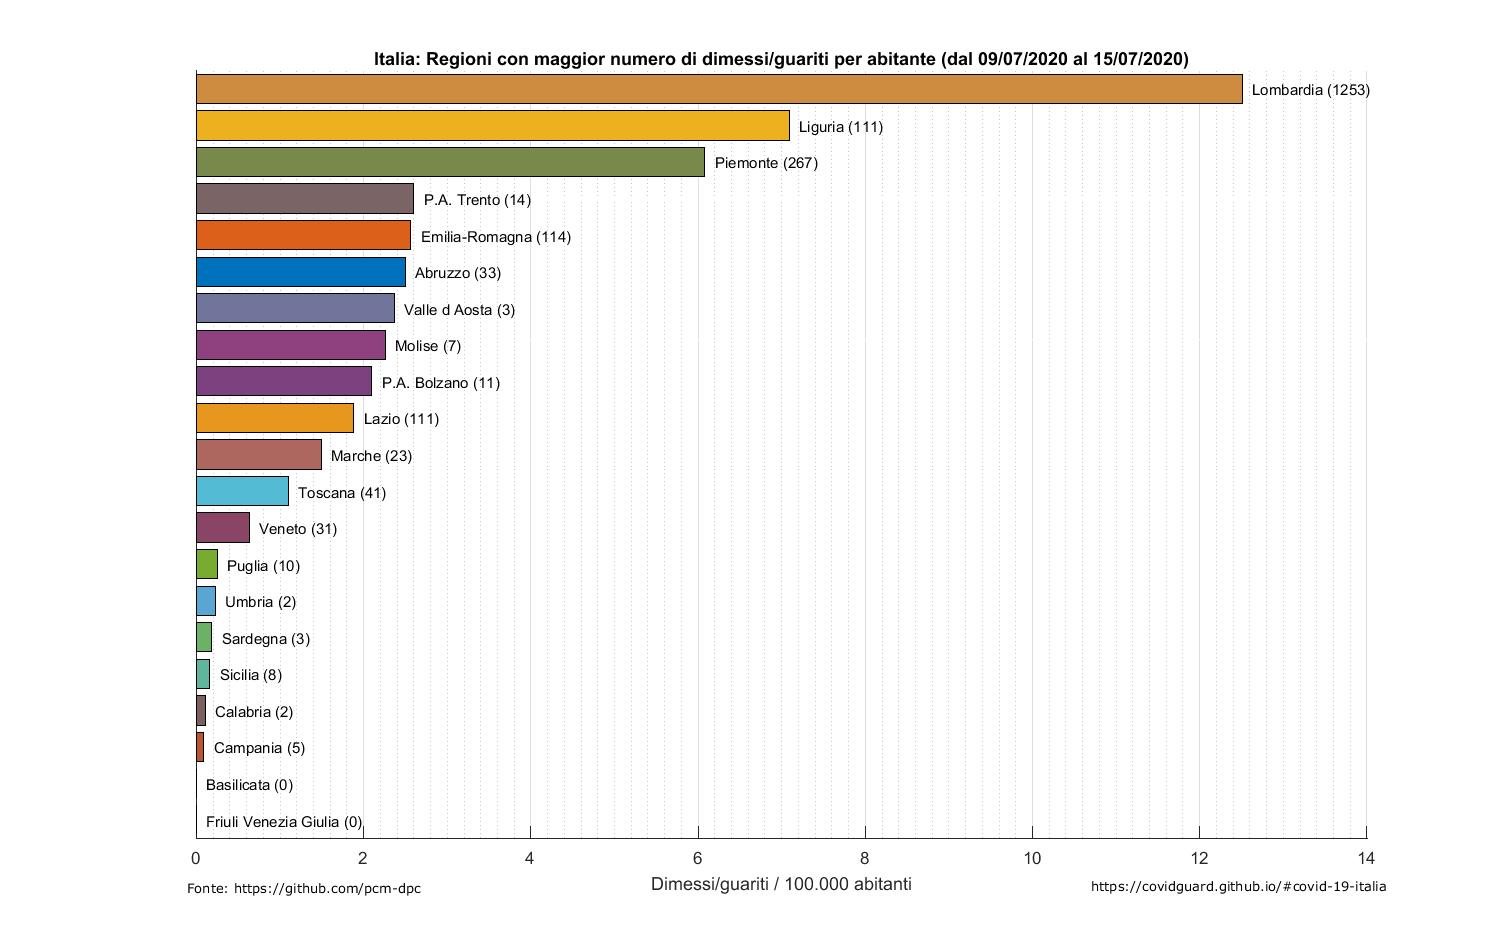 Italia: Regioni con maggior numero di dimessi/guariti per abitante (dal 09/07/2020 al 15/07/2020)
Lombardia (1253)
Liguria (111)
Piemonte (267)
P.A. Trento (14)
Emilia-Romagna (114)
Abruzzo (33)
Valle d Aosta (3)
Molise (7)
P.A. Bolzano (11)
Lazio (111)
Marche (23)
Toscana (41)
Veneto (31)
Puglia (10)
Umbria (2)
Sardegna (3)
Sicilia (8)
Calabria (2)
Campania (5)
Basilicata (0)
Friuli Venezia Giulia (0)
0 2 4 6 8 10 12 14
Dimessi/guariti / 100.000 abitanti
Fonte: https://github.com/pcm-dpc
https://covidguard.github.io/#covid-19-italia